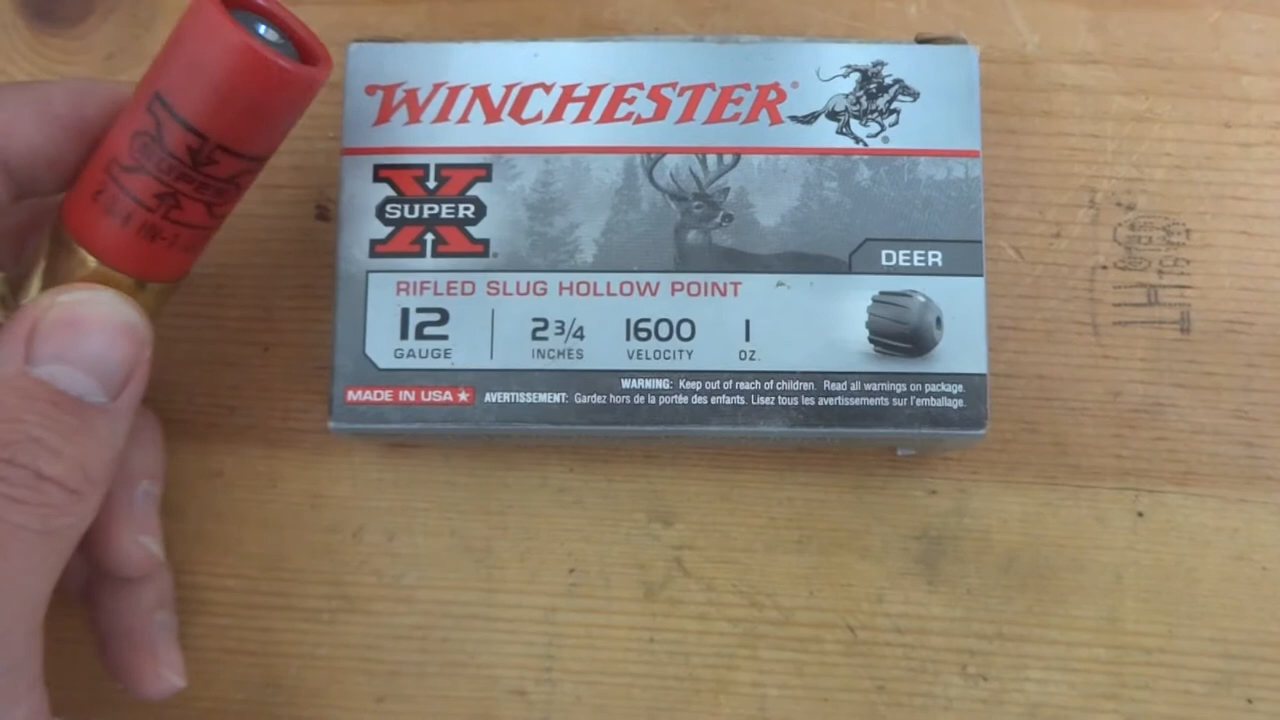 WINCHESTER
SUPER
X
DEER
RIFLED SLUG HOLLOW POINT
12 2 3/4 1600 1
GAUGE INCHES VELOCITY OZ.
WARNING: Keep out of reach of children. Read all warnings on package.
MADE IN USA AVERTISSEMENT: Gardez hors de la portée des enfants. Lisez tous les avertissements sur l'emballage.
SUPER
X